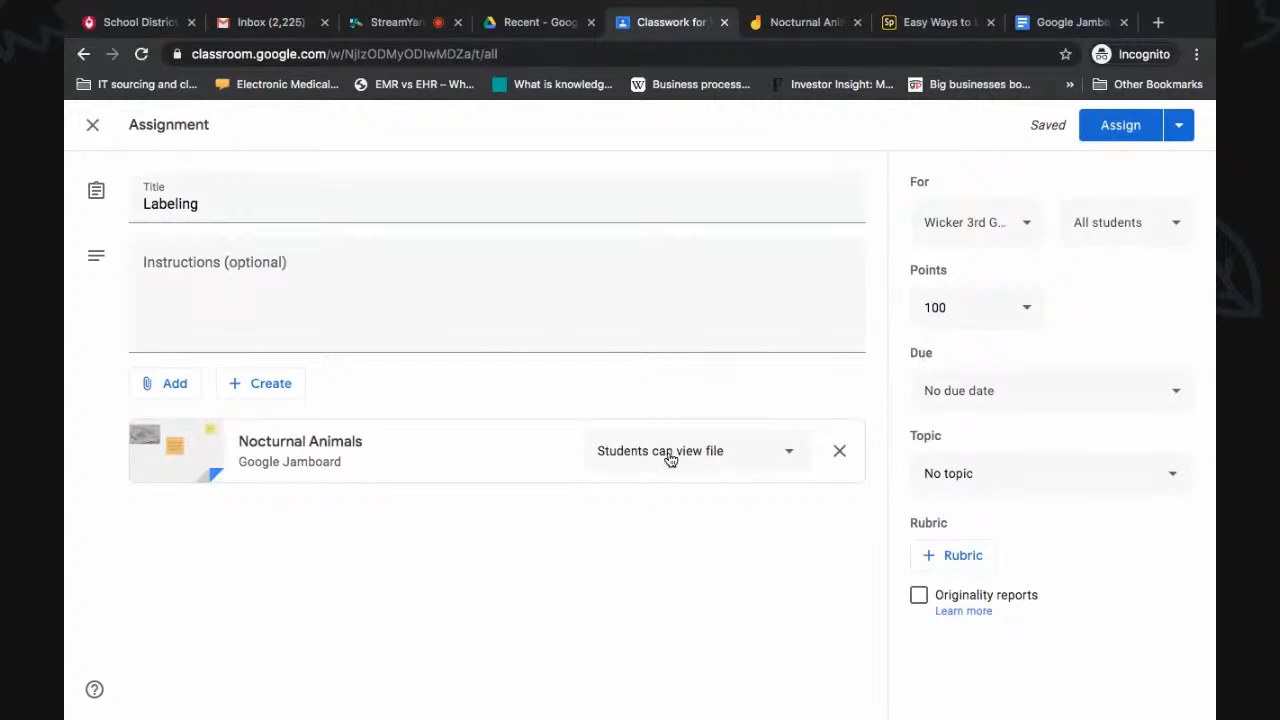 School District
Inbox (2,225)
StreamYar
Recent - Goog
Classwork for
Nocturnal Ani
Easy Ways to
Google Jambo
classroom.google.com/w/NjIzODMyODIwMDZa/t/all
Incognito
IT sourcing and cl...
Electronic Medical...
EMR vs EHR – Wh...
What is knowledg...
Business process...
Investor Insight: M...
Big businesses bo...
»
Other Bookmarks
Assignment
Saved
Assign
Title
Labeling
Instructions (optional)
Add
Create
Nocturnal Animals
Google Jamboard
Students can view file
For
Wicker 3rd G...
All students
Points
100
Due
No due date
Topic
No topic
Rubric
+ Rubric
Originality reports
Learn more